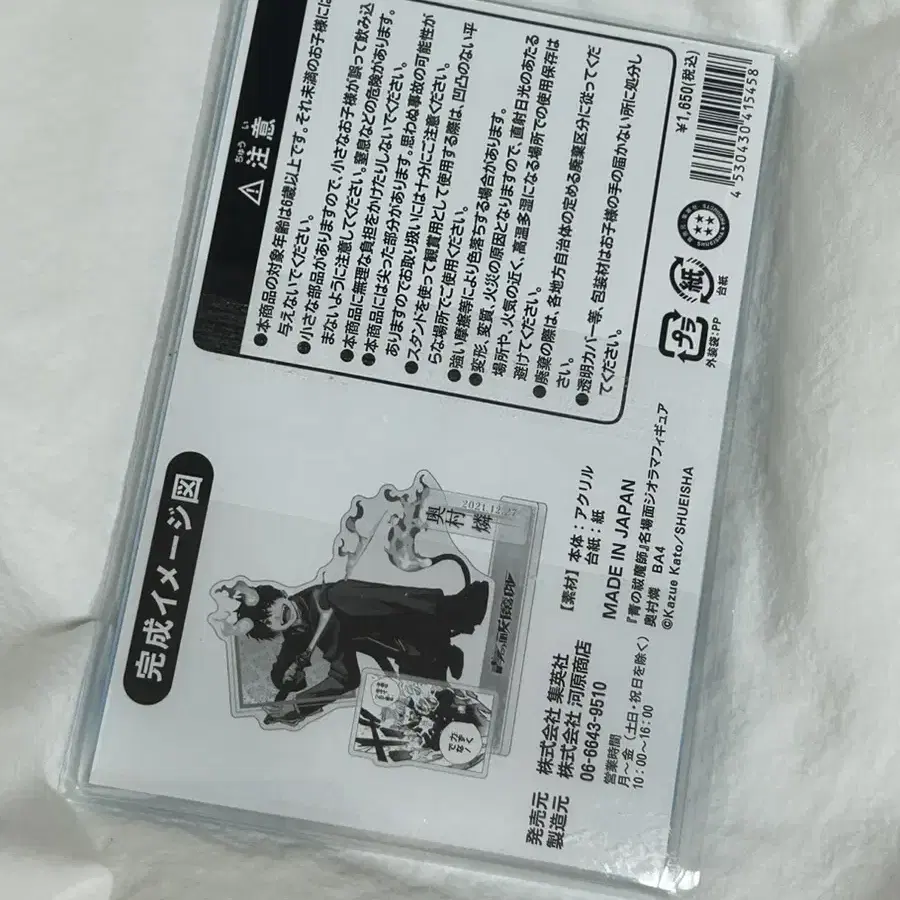 注意
ちゅうい
●本商品の対象年齢は6歳以上です。それ未満のお子様には
与えないでください。
●小さな部品がありますので、小さなお子様が誤って飲み込
まないように注意してください。窒息などの危険があります。
●本商品に無理な負担をかけたりしないでください。
●本商品には尖った部分があります。思わぬ事故の可能性が
ありますのでお取り扱いには十分にご注意ください。
●スタンドを使って観賞用として使用する際は、凹凸のない平
らな場所でご使用ください。
●強い摩擦等により色落ちする場合があります。
●変形、変質、火災の原因となりますので、直射日光のあたる
場所や、火気の近く、高温多湿になる場所での使用保存は
避けてください。
●廃棄の際は、各地方自治体の定める廃棄区分に従ってくだ
さい。
●透明カバー等、包装材はお子様の手の届かない所に処分し
てください。
¥1,650(税込)
4530430415458
紙
台紙
プラ
外装袋:PP
完成イメージ図
2021.12.27
奥村
燐
力ずく
でな!
【素材】本体:アクリル
台紙:紙
MADE IN JAPAN
『青の祓魔師』名場面ジオラマフィギュア
奥村燐 BA4
©Kazue Kato/SHUEISHA
発売元 株式会社 集英社
製造元 株式会社 河原商店
06-6643-9510
営業時間
月~金(土日・祝日を除く)
10:00~16:00